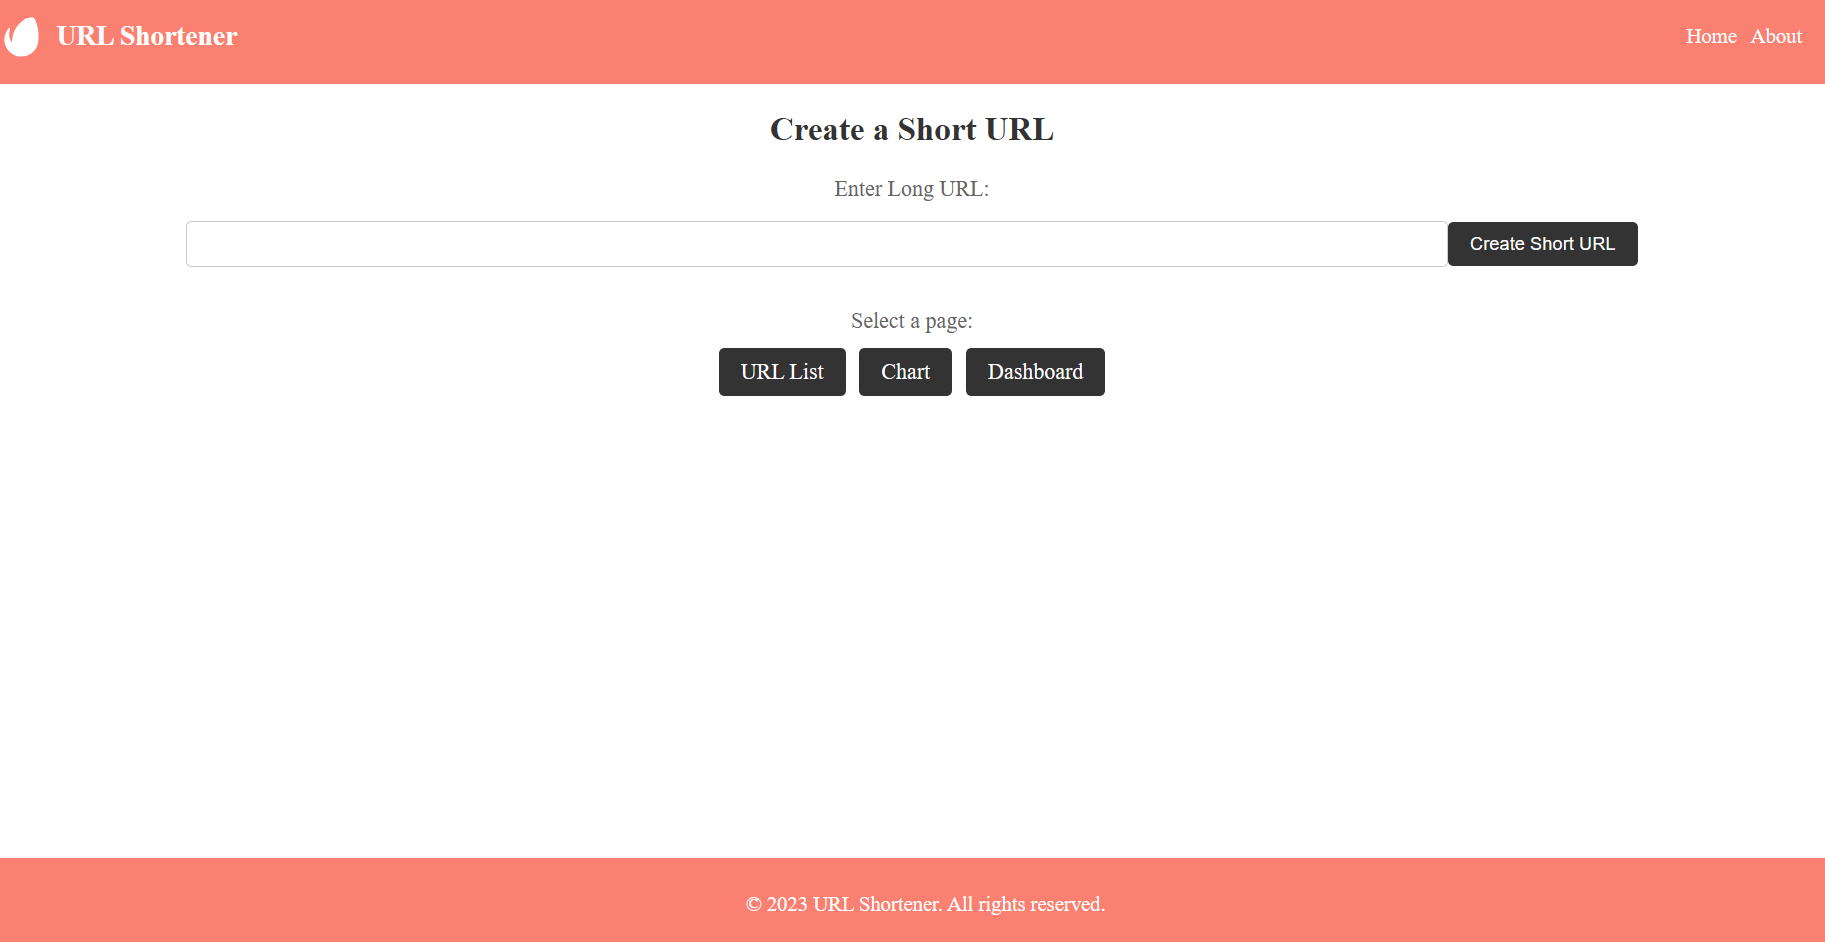 URL Shortener
Home About
Create a Short URL
Enter Long URL:
Create Short URL
Select a page:
URL List
Chart
Dashboard
© 2023 URL Shortener. All rights reserved.